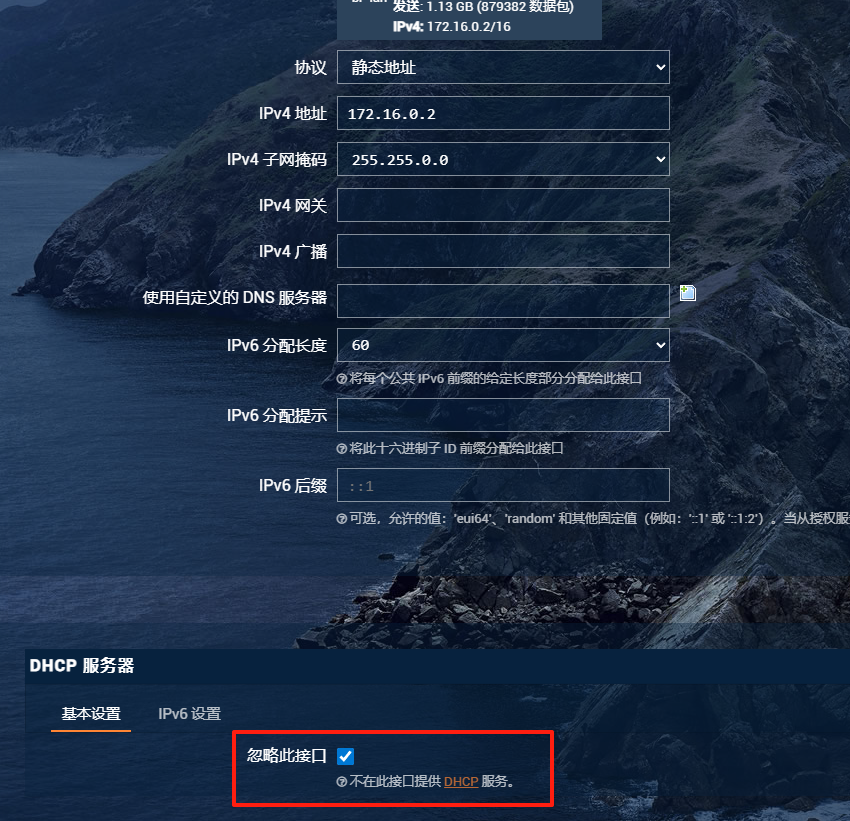 发送: 1.13 GB (879382 数据包)
IPv4: 172.16.0.2/16
协议 静态地址
IPv4 地址 172.16.0.2
IPv4 子网掩码 255.255.0.0
IPv4 网关
IPv4 广播
使用自定义的 DNS 服务器
IPv6 分配长度 60
将每个公共 IPv6 前缀的给定长度部分分配给此接口
IPv6 分配提示
将此十六进制子 ID 前缀分配给此接口
IPv6 后缀 ::1
可选，允许的值：'eui64'、'random' 和其他固定值（例如：'::1' 或 '::1:2'）。当从授权服
DHCP 服务器
基本设置 IPv6 设置
忽略此接口
不在此接口提供 DHCP 服务。